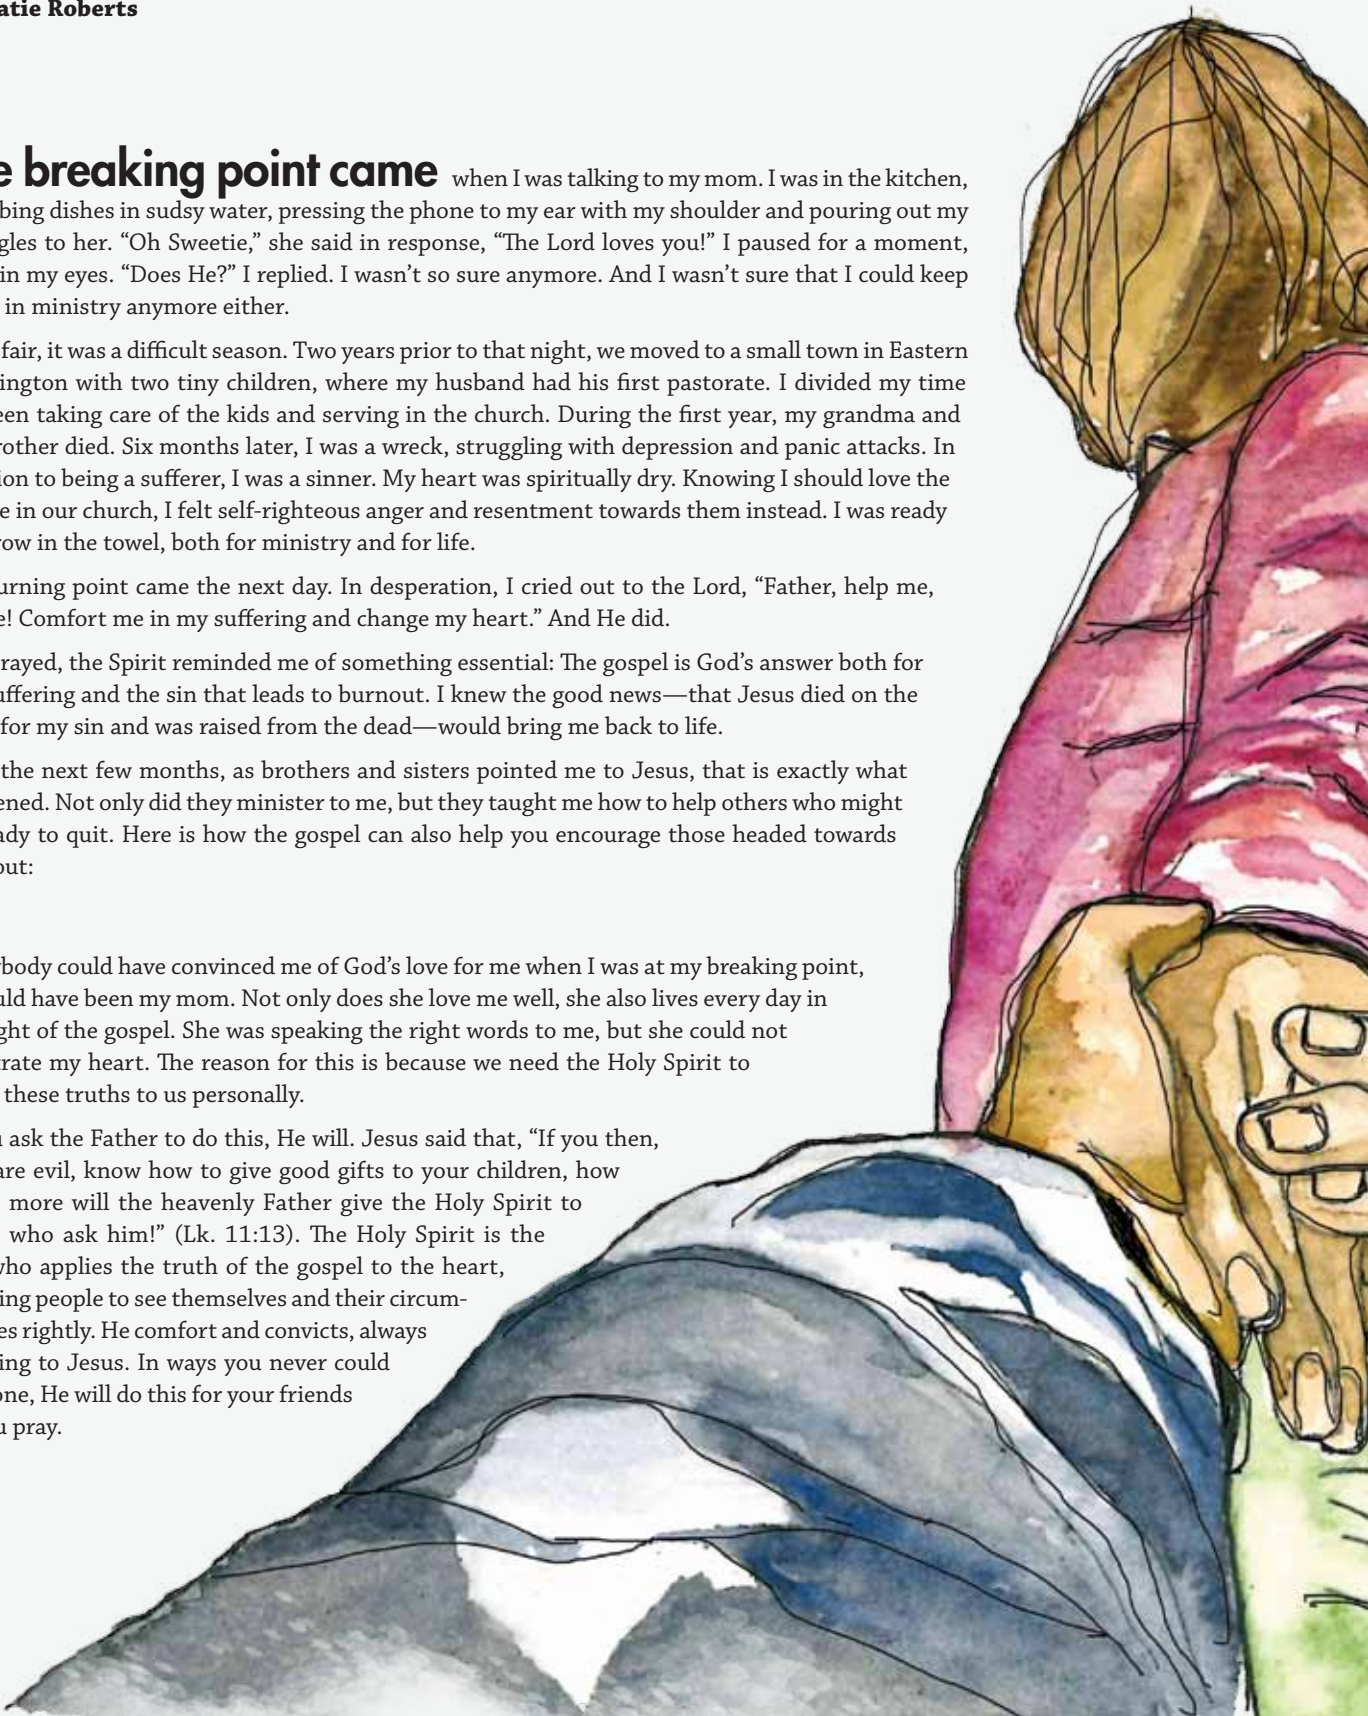 atie Roberts
e breaking point came when I was talking to my mom. I was in the kitchen,
bing dishes in sudsy water, pressing the phone to my ear with my shoulder and pouring out my
gles to her. “Oh Sweetie,” she said in response, “The Lord loves you!” I paused for a moment,
in my eyes. “Does He?” I replied. I wasn’t so sure anymore. And I wasn’t sure that I could keep
in ministry anymore either.
fair, it was a difficult season. Two years prior to that night, we moved to a small town in Eastern
ington with two tiny children, where my husband had his first pastorate. I divided my time
een taking care of the kids and serving in the church. During the first year, my grandma and
rother died. Six months later, I was a wreck, struggling with depression and panic attacks. In
ion to being a sufferer, I was a sinner. My heart was spiritually dry. Knowing I should love the
e in our church, I felt self-righteous anger and resentment towards them instead. I was ready
row in the towel, both for ministry and for life.
urning point came the next day. In desperation, I cried out to the Lord, “Father, help me,
e! Comfort me in my suffering and change my heart.” And He did.
rayed, the Spirit reminded me of something essential: The gospel is God’s answer both for
uffering and the sin that leads to burnout. I knew the good news—that Jesus died on the
for my sin and was raised from the dead—would bring me back to life.
the next few months, as brothers and sisters pointed me to Jesus, that is exactly what
ened. Not only did they minister to me, but they taught me how to help others who might
ady to quit. Here is how the gospel can also help you encourage those headed towards
out:
ybody could have convinced me of God’s love for me when I was at my breaking point,
uld have been my mom. Not only does she love me well, she also lives every day in
ght of the gospel. She was speaking the right words to me, but she could not
trate my heart. The reason for this is because we need the Holy Spirit to
these truths to us personally.
u ask the Father to do this, He will. Jesus said that, “If you then,
are evil, know how to give good gifts to your children, how
more will the heavenly Father give the Holy Spirit to
who ask him!” (Lk. 11:13). The Holy Spirit is the
who applies the truth of the gospel to the heart,
ing people to see themselves and their circum-
es rightly. He comfort and convicts, always
ing to Jesus. In ways you never could
one, He will do this for your friends
u pray.